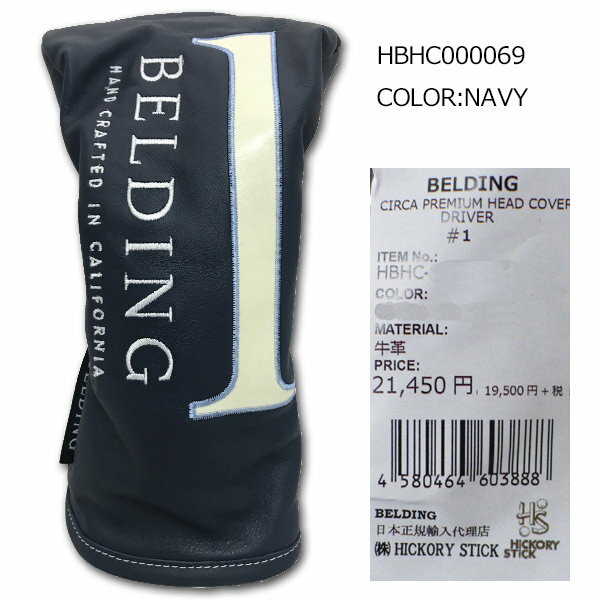 HBHC000069
COLOR:NAVY
1
BELDING
HAND CRAFTED IN CALIFORNIA
BELDING
BELDING
CIRCA PREMIUM HEAD COVER
DRIVER
#1
ITEM No.:
HBHC-
COLOR:
MATERIAL:
牛革
PRICE:
21,450円( 19,500円+税
4 580464 603888
BELDING
日本正規輸入代理店
㈱ HICKORY STICK
HS
HICKORY
STICK